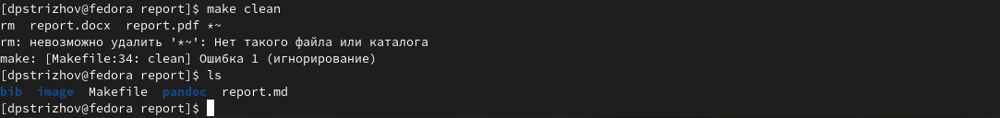 [dpstrizhov@fedora report]$ make clean
rm  report.docx  report.pdf *~
rm: невозможно удалить '*~': Нет такого файла или каталога
make: [Makefile:34: clean] Ошибка 1 (игнорирование)
[dpstrizhov@fedora report]$ ls
bib  image  Makefile  pandoc  report.md
[dpstrizhov@fedora report]$